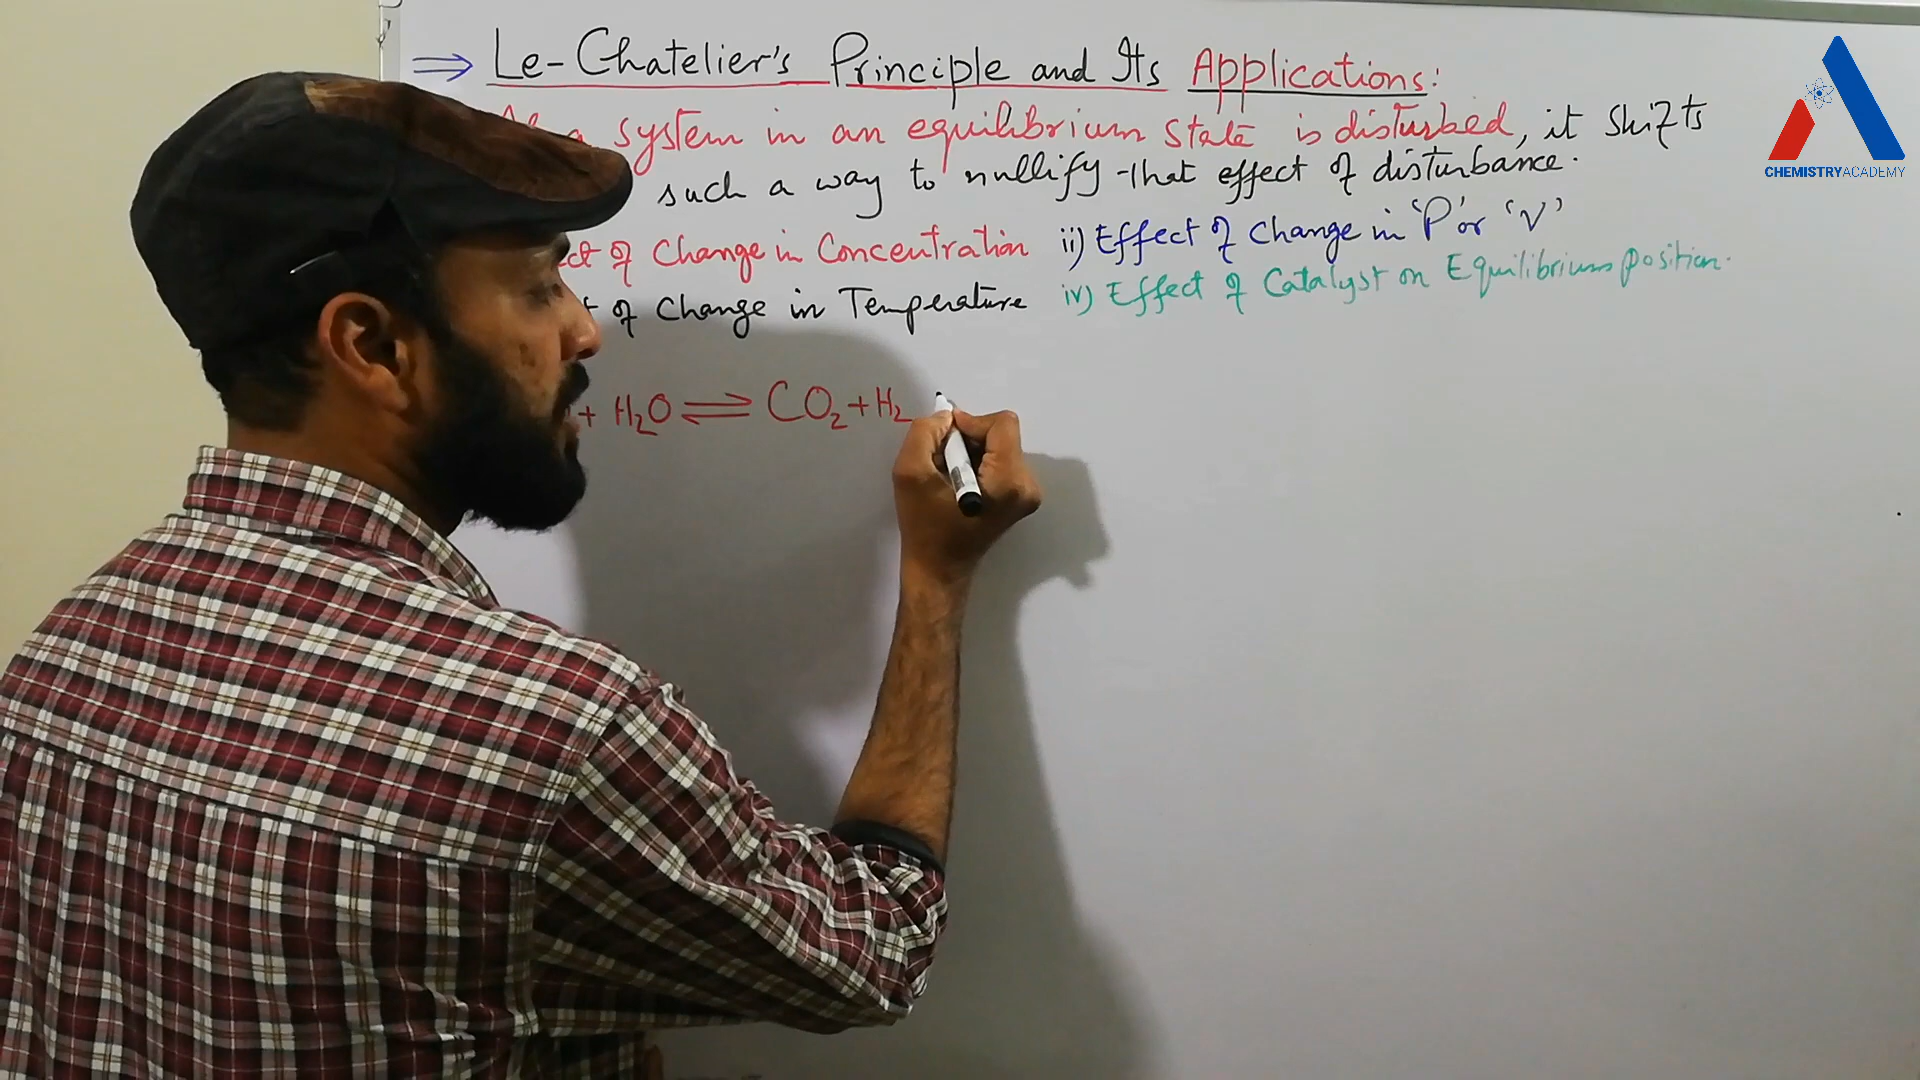 ⇒ Le-Chatelier's Principle and Its Applications:
a system in an equilibrium state is disturbed, it shifts
such a way to nullify that effect of disturbance.
of Change in Concentration ii) Effect of Change in 'P' or 'V'
of Change in Temperature iv) Effect of Catalyst on Equilibrium position.
+ H₂O ⇌ CO₂ + H₂
CHEMISTRYACADEMY